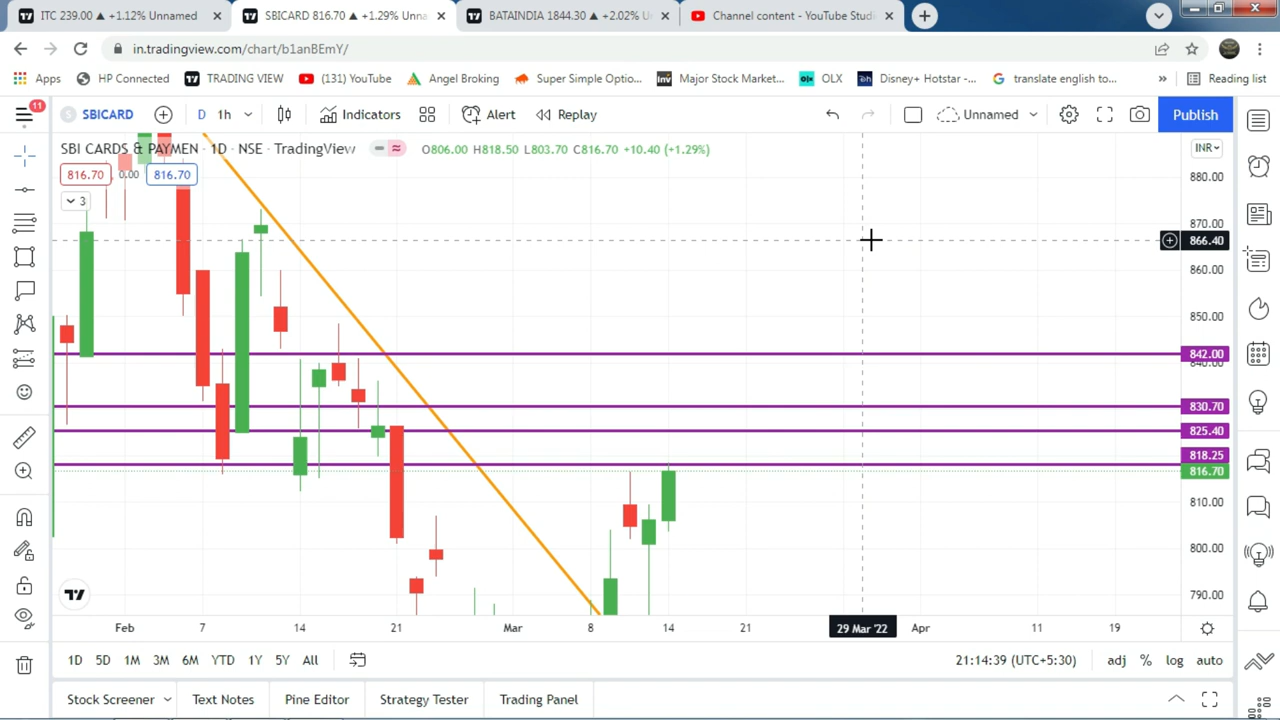 ITC 239.00 ▲ +1.12% Unnamed
SBICARD 816.70 ▲ +1.29% Unna
BATAINDIA 1844.30 ▲ +2.02% U
Channel content - YouTube Studi
in.tradingview.com/chart/b1anBEmY/
Apps
HP Connected
TRADING VIEW
(131) YouTube
Angel Broking
Super Simple Optio...
Inv Major Stock Market...
olx OLX
Disney+ Hotstar -...
translate english to...
»
Reading list
11
S SBICARD
D 1h
Indicators
Alert
Replay
Unnamed
Publish
SBI CARDS & PAYMEN · 1D · NSE · TradingView
O806.00 H818.50 L803.70 C816.70 +10.40 (+1.29%)
INR
816.70 0.00 816.70
3
880.00
870.00
866.40
860.00
850.00
842.00
840.00
830.70
825.40
818.25
816.70
810.00
800.00
790.00
Feb 7 14 21 Mar 8 14 21 29 Mar '22 Apr 11 19
1D 5D 1M 3M 6M YTD 1Y 5Y All
21:14:39 (UTC+5:30)
adj % log auto
Stock Screener
Text Notes
Pine Editor
Strategy Tester
Trading Panel